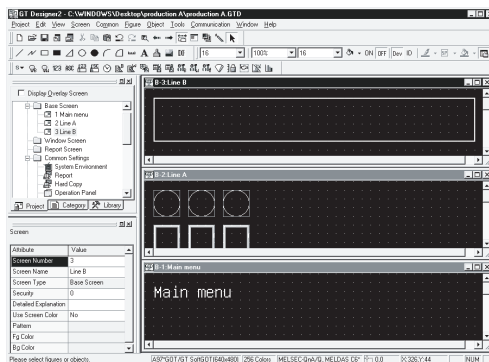 GT Designer2 - C:\WINDOWS\Desktop\production A\production A.GTD
Project Edit View Screen Common Figure Object Tools Communication Window Help
16 100% 16 ON OFF Dev ID
Display Overlay Screen
Base Screen
1 Main menu
2 Line A
3 Line B
Window Screen
Report Screen
Common Settings
System Environment
Report
Hard Copy
Operation Panel
Project Category Library
Screen
Attribute Value
Screen Number 3
Screen Name Line B
Screen Type Base Screen
Security 0
Detailed Explanation
Use Screen Color No
Pattern
Fg Color
Bg Color
B-3:Line B
B-2:Line A
B-1:Main menu
Main menu
Please select figures or objects. A97*GOT/GT SoftGOT(640x480) 256 Colors MELSEC-QnA/Q, MELDAS C6* 0,0 X:326,Y:44 NUM